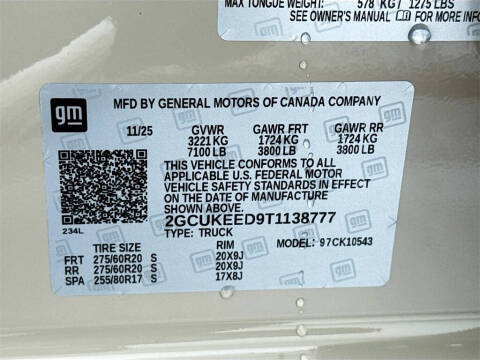 MAX TONGUE WEIGHT: 578 KG / 1275 LBS
SEE OWNER'S MANUAL FOR MORE INFO
gm
MFD BY GENERAL MOTORS OF CANADA COMPANY
11/25 GVWR GAWR FRT GAWR RR
3221 KG 1724 KG 1724 KG
7100 LB 3800 LB 3800 LB
THIS VEHICLE CONFORMS TO ALL
APPLICABLE U.S. FEDERAL MOTOR
VEHICLE SAFETY STANDARDS IN EFFECT
ON THE DATE OF MANUFACTURE
SHOWN ABOVE.
234L
2GCUKEED9T1138777
TYPE: TRUCK MODEL: 97CK10543
TIRE SIZE RIM
FRT 275/60R20 S 20X9J
RR 275/60R20 S 20X9J
SPA 255/80R17 S 17X8J